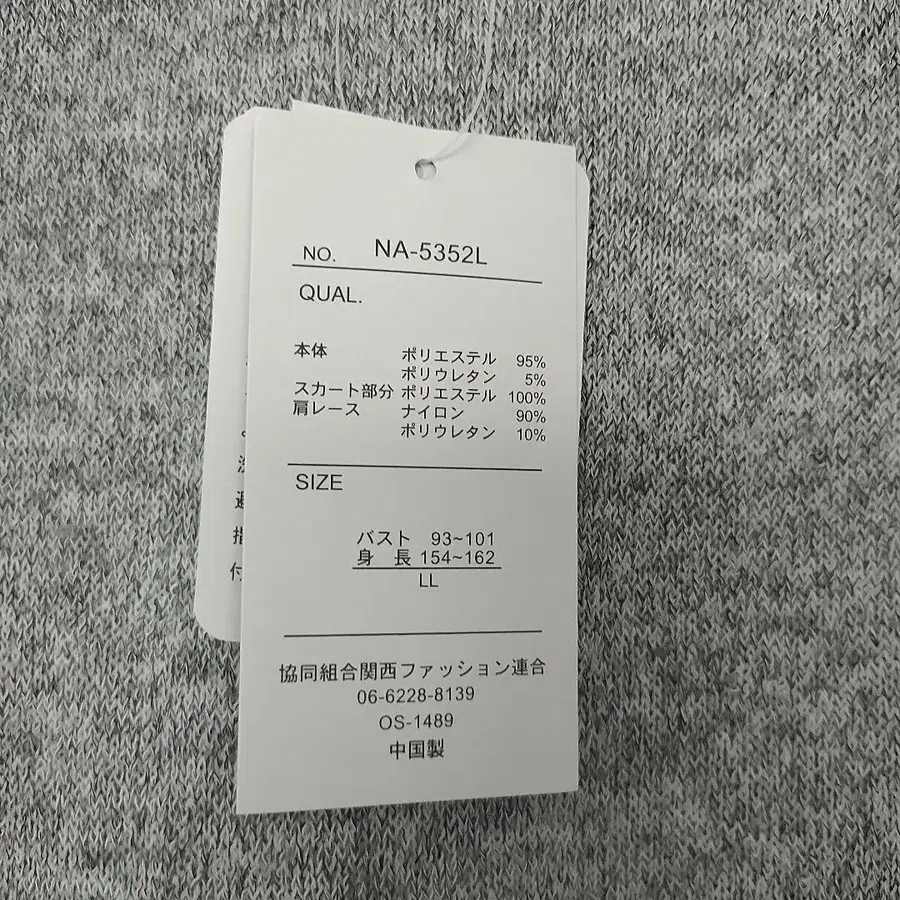 NO. NA-5352L
QUAL.
本体 ポリエステル 95%
ポリウレタン 5%
スカート部分 ポリエステル 100%
肩レース ナイロン 90%
ポリウレタン 10%
SIZE
バスト 93~101
身 長 154~162
LL
協同組合関西ファッション連合
06-6228-8139
OS-1489
中国製